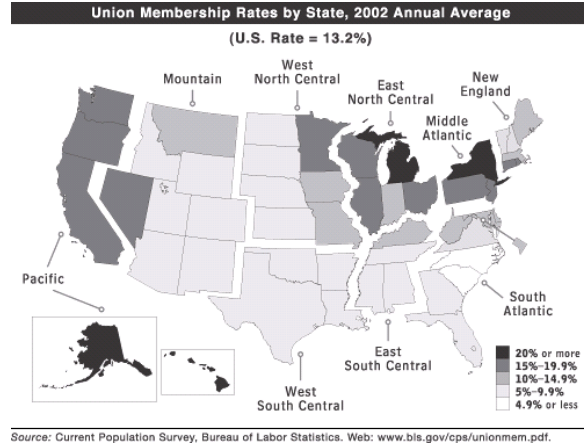 Union Membership Rates by State, 2002 Annual Average
(U.S. Rate = 13.2%)
Mountain
West
North Central
East
North Central
New
England
Middle
Atlantic
Pacific
South
Atlantic
East
South Central
West
South Central
20% or more
15%–19.9%
10%–14.9%
5%–9.9%
4.9% or less
Source: Current Population Survey, Bureau of Labor Statistics. Web: www.bls.gov/cps/unionmem.pdf.